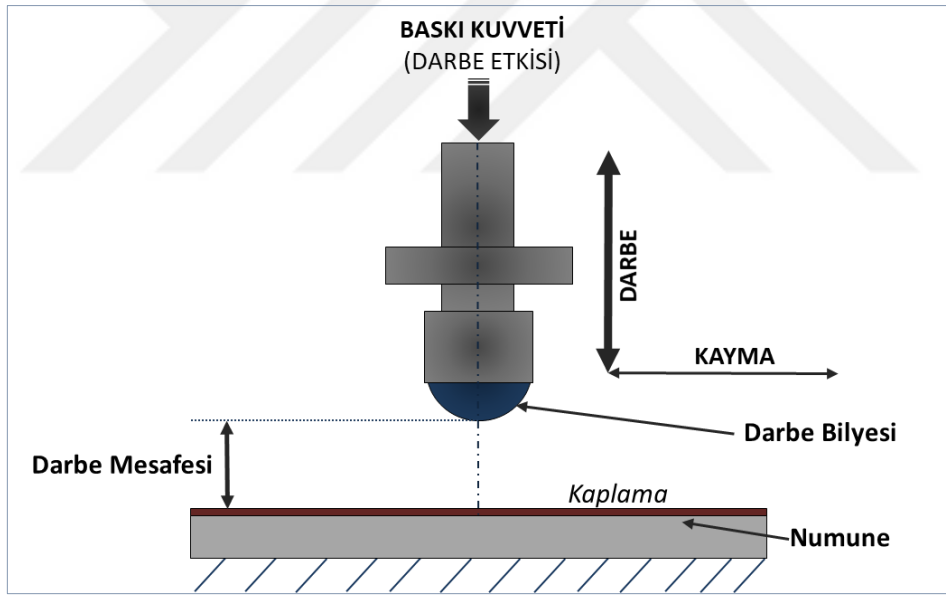 BASKI KUVVETİ
(DARBE ETKİSİ)
DARBE
KAYMA
Darbe Bilyesi
Darbe Mesafesi
Kaplama
Numune